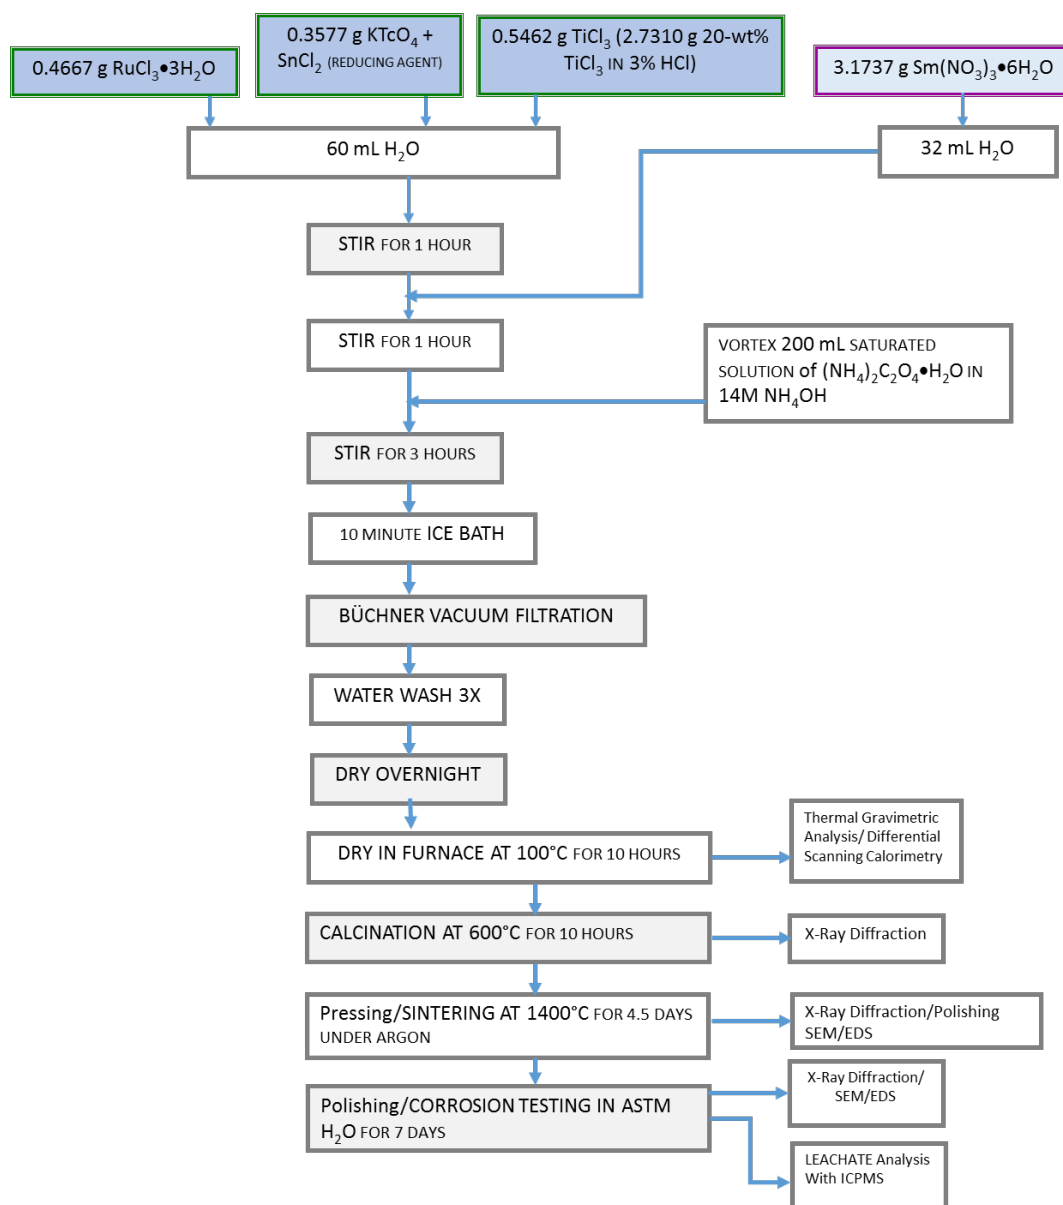 0.4667 g RuCl₃•3H₂O
0.3577 g KTcO₄ +
SnCl₂ (REDUCING AGENT)
0.5462 g TiCl₃ (2.7310 g 20-wt%
TiCl₃ IN 3% HCl)
3.1737 g Sm(NO₃)₃•6H₂O
60 mL H₂O
32 mL H₂O
STIR FOR 1 HOUR
STIR FOR 1 HOUR
VORTEX 200 mL SATURATED
SOLUTION of (NH₄)₂C₂O₄•H₂O IN
14M NH₄OH
STIR FOR 3 HOURS
10 MINUTE ICE BATH
BÜCHNER VACUUM FILTRATION
WATER WASH 3X
DRY OVERNIGHT
DRY IN FURNACE AT 100°C FOR 10 HOURS
Thermal Gravimetric
Analysis/ Differential
Scanning Calorimetry
CALCINATION AT 600°C FOR 10 HOURS
X-Ray Diffraction
Pressing/SINTERING AT 1400°C FOR 4.5 DAYS
UNDER ARGON
X-Ray Diffraction/Polishing
SEM/EDS
Polishing/CORROSION TESTING IN ASTM
H₂O FOR 7 DAYS
X-Ray Diffraction/
SEM/EDS
LEACHATE Analysis
With ICPMS